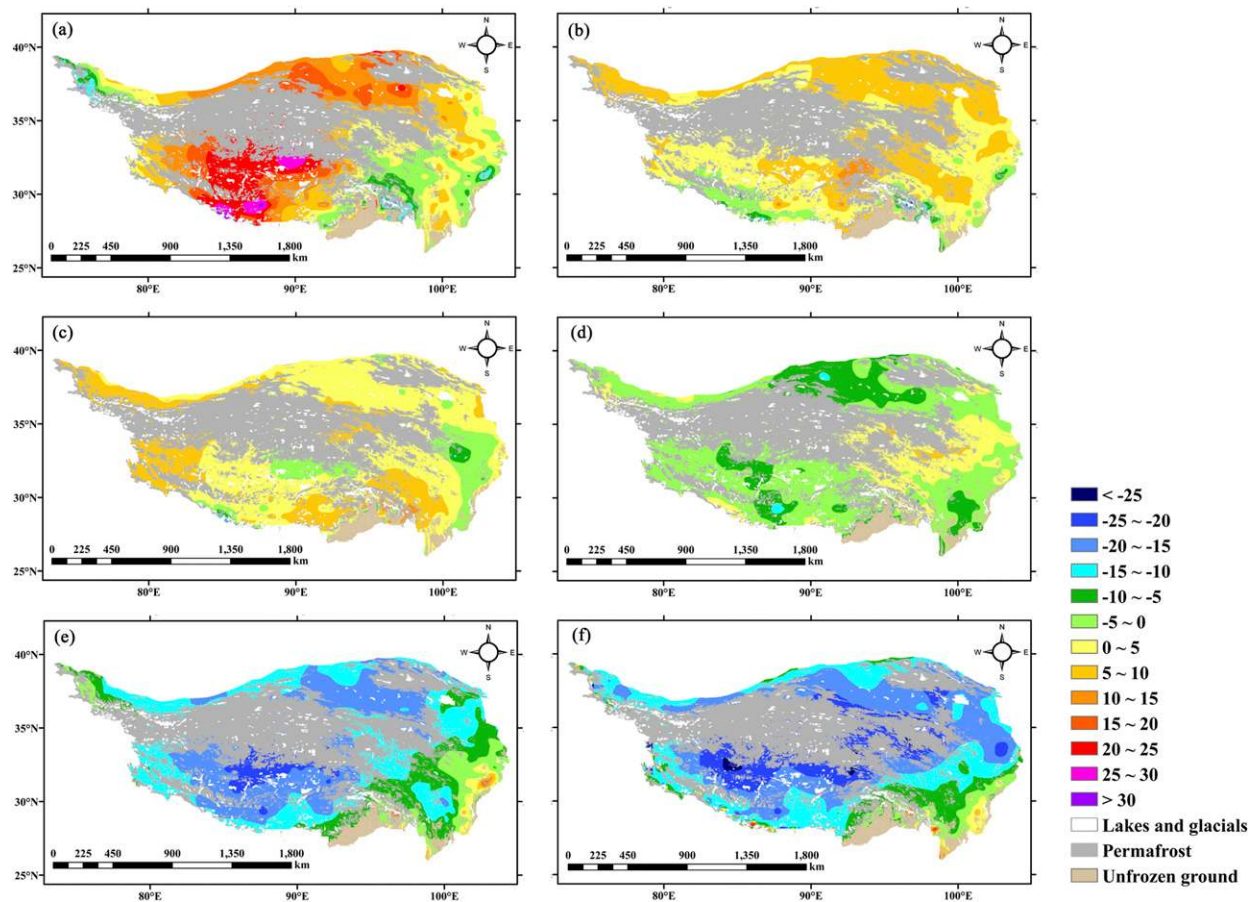 (a)
N
W E
S
40°N
35°N
30°N
25°N
0 225 450 900 1,350 1,800
km
80°E 90°E 100°E
(b)
N
W E
S
0 225 450 900 1,350 1,800
km
80°E 90°E 100°E
(c)
N
W E
S
40°N
35°N
30°N
25°N
0 225 450 900 1,350 1,800
km
80°E 90°E 100°E
(d)
N
W E
S
0 225 450 900 1,350 1,800
km
80°E 90°E 100°E
(e)
N
W E
S
40°N
35°N
30°N
25°N
0 225 450 900 1,350 1,800
km
80°E 90°E 100°E
(f)
N
W E
S
0 225 450 900 1,350 1,800
km
80°E 90°E 100°E
< -25
-25 ~ -20
-20 ~ -15
-15 ~ -10
-10 ~ -5
-5 ~ 0
0 ~ 5
5 ~ 10
10 ~ 15
15 ~ 20
20 ~ 25
25 ~ 30
> 30
Lakes and glacials
Permafrost
Unfrozen ground